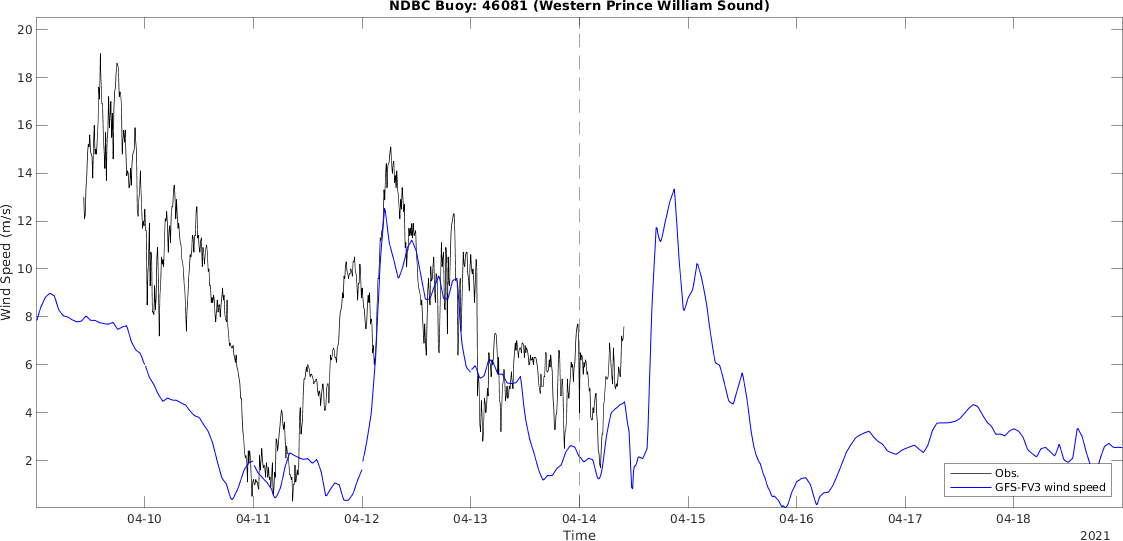 NDBC Buoy: 46081 (Western Prince William Sound)
20
18
16
14
12
10
8
6
4
2
Wind Speed (m/s)
04-10 04-11 04-12 04-13 04-14 04-15 04-16 04-17 04-18
Time
2021
Obs.
GFS-FV3 wind speed